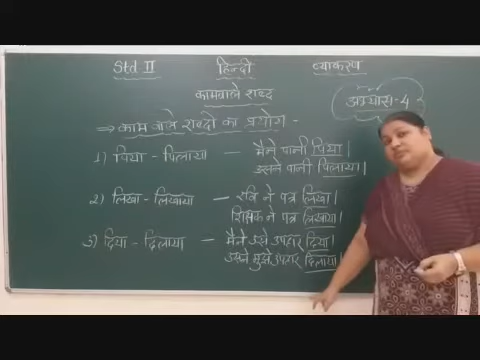 Std II हिन्दी व्याकरण
कामवाले शब्द
अभ्यास-4
⇒ काम वाले शब्दों का प्रयोग -
1) पिया - पिलाया — मैंने पानी पिया।
उसने पानी पिलाया।
2) लिखा - लिखाया — रवि ने पत्र लिखा।
शिक्षक ने पत्र लिखाया।
3) दिया - दिलाया — मैंने उसे उपहार दिया।
उसने मुझे उपहार दिलाया।